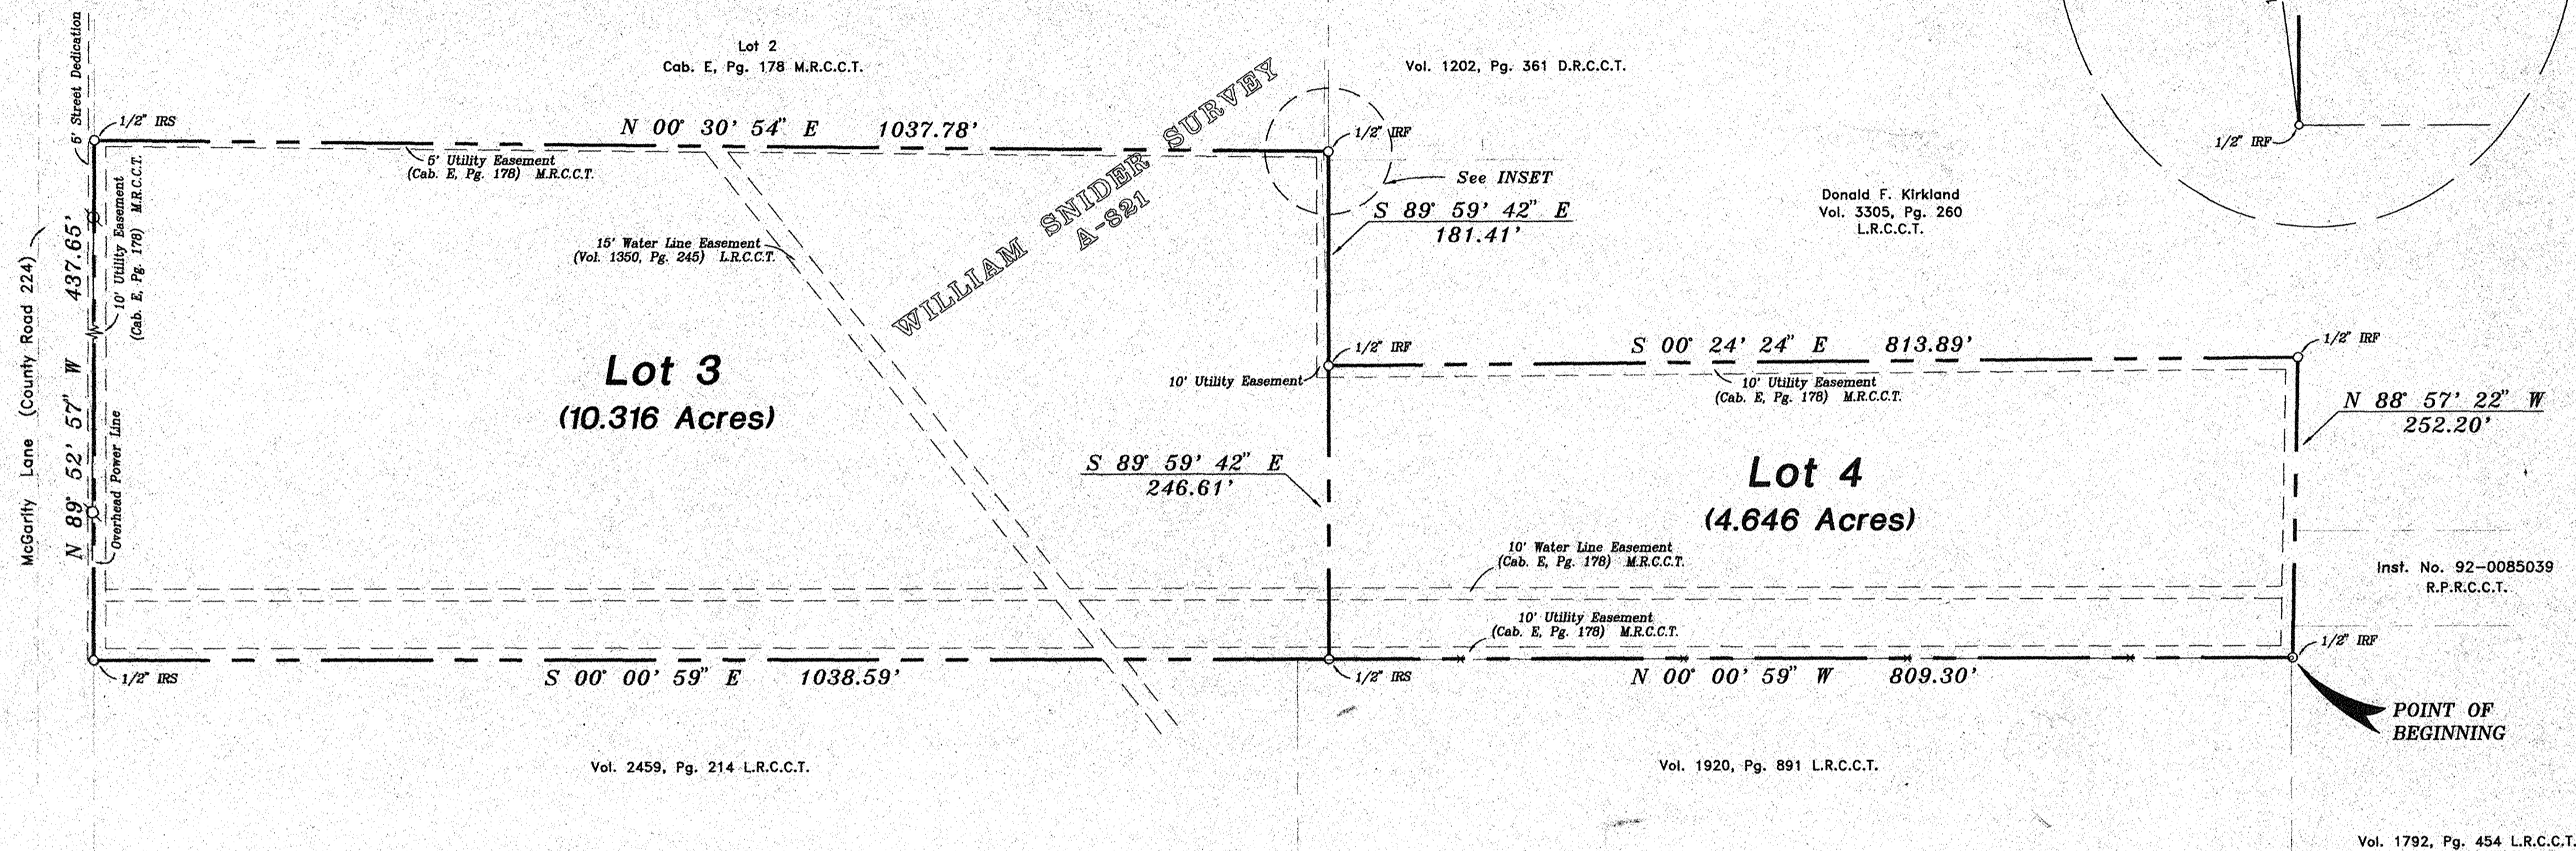 Lot 2
Cab. E, Pg. 178 M.R.C.C.T.
Vol. 1202, Pg. 361 D.R.C.C.T.
5' Street Dedication
1/2" IRS
N 00° 30' 54" E 1037.78'
5' Utility Easement
(Cab. E, Pg. 178) M.R.C.C.T.
WILLIAM SNIDER SURVEY
A-821
1/2" IRF
See INSET
S 89° 59' 42" E
181.41'
1/2" IRF
Donald F. Kirkland
Vol. 3305, Pg. 260
L.R.C.C.T.
McGarity Lane (County Road 224)
N 89° 52' 57" W 437.65'
10' Utility Easement
(Cab. E, Pg. 178) M.R.C.C.T.
Overhead Power Line
15' Water Line Easement
(Vol. 1350, Pg. 245) L.R.C.C.T.
Lot 3
(10.316 Acres)
1/2" IRF
10' Utility Easement
S 00° 24' 24" E 813.89'
10' Utility Easement
(Cab. E, Pg. 178) M.R.C.C.T.
1/2" IRF
N 88° 57' 22" W
252.20'
S 89° 59' 42" E
246.61'
Lot 4
(4.646 Acres)
10' Water Line Easement
(Cab. E, Pg. 178) M.R.C.C.T.
10' Utility Easement
(Cab. E, Pg. 178) M.R.C.C.T.
Inst. No. 92-0085039
R.P.R.C.C.T.
1/2" IRF
1/2" IRS
S 00° 00' 59" E 1038.59'
1/2" IRS
N 00° 00' 59" W 809.30'
POINT OF
BEGINNING
Vol. 2459, Pg. 214 L.R.C.C.T.
Vol. 1920, Pg. 891 L.R.C.C.T.
Vol. 1792, Pg. 454 L.R.C.C.T.